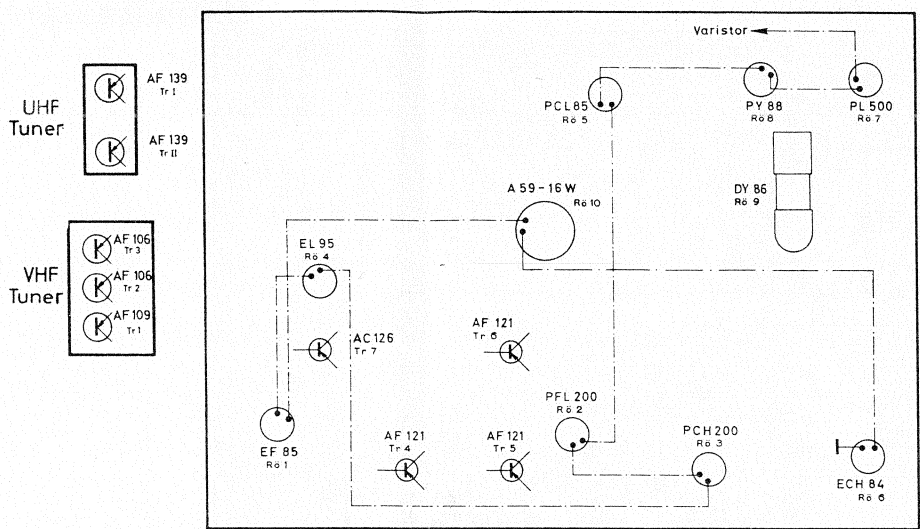 UHF
Tuner
AF 139
Tr I
AF 139
Tr II
VHF
Tuner
AF 106
Tr 3
AF 106
Tr 2
AF 109
Tr 1
Varistor
PCL 85
Rö 5
PY 88
Rö 8
PL 500
Rö 7
DY 86
Rö 9
A 59-16 W
Rö 10
EL 95
Rö 4
AC 126
Tr 7
AF 121
Tr 6
EF 85
Rö 1
AF 121
Tr 4
AF 121
Tr 5
PFL 200
Rö 2
PCH 200
Rö 3
ECH 84
Rö 6